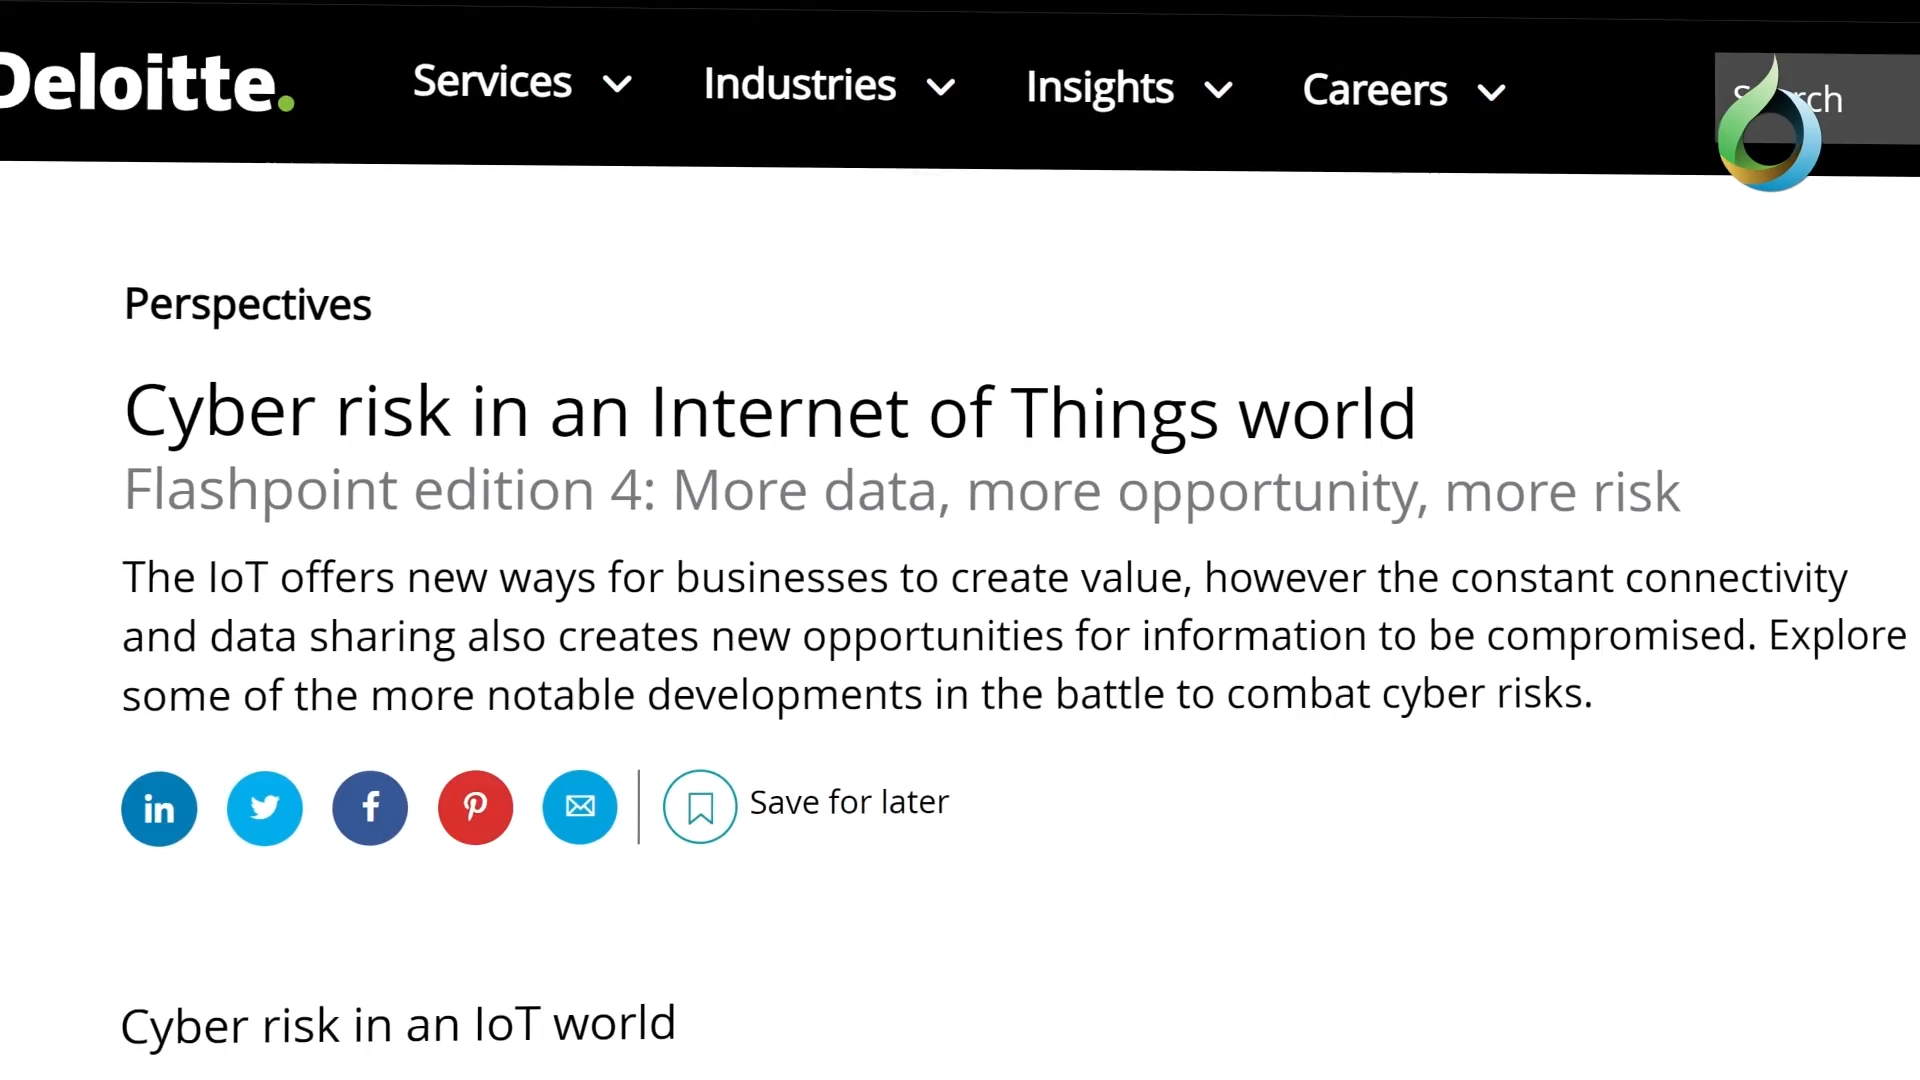 Deloitte.
Services
Industries
Insights
Careers
Perspectives
Cyber risk in an Internet of Things world
Flashpoint edition 4: More data, more opportunity, more risk
The IoT offers new ways for businesses to create value, however the constant connectivity
and data sharing also creates new opportunities for information to be compromised. Explore
some of the more notable developments in the battle to combat cyber risks.
in
f
Save for later
Cyber risk in an IoT world